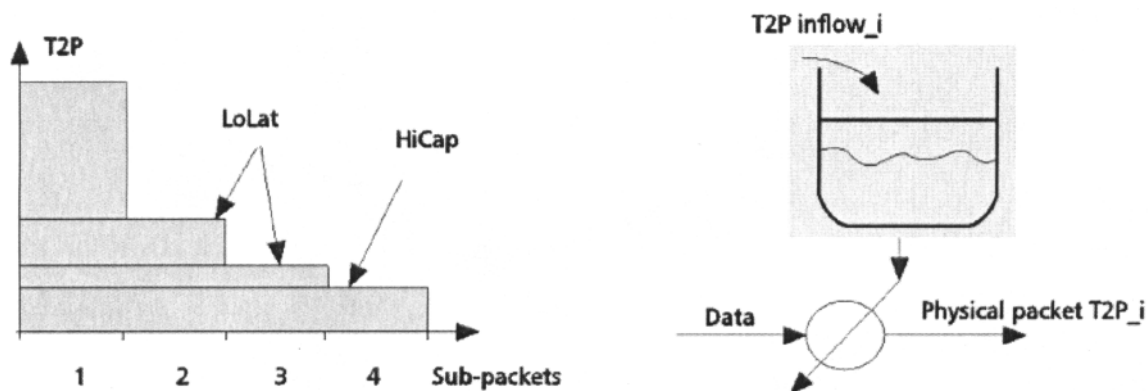 T2P
LoLat
HiCap
1 2 3 4 Sub-packets
T2P inflow_i
Data
Physical packet T2P_i